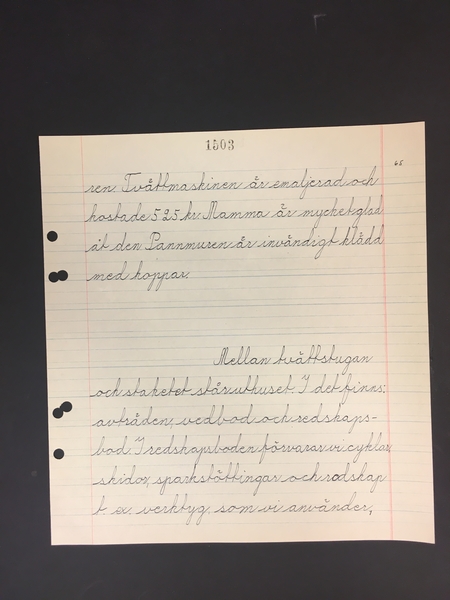 1503
65
ren. Tvättmaskinen är emaljerad och
kostade 525 kr. Mamma är mycket glad
åt den. Pannmuren är invändigt klädd
med koppar.
Mellan tvättstugan
och staketet står uthuset. I det finns:
avträden, vedbod och redskaps-
bod. I redskapsboden förvarar vi cyklar,
skidor, sparkstöttingar och redskap
t. ex. verktyg, som vi använder,